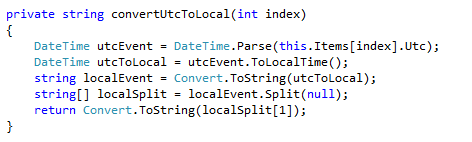 private string convertUtcToLocal(int index)
{
    DateTime utcEvent = DateTime.Parse(this.Items[index].Utc);
    DateTime utcToLocal = utcEvent.ToLocalTime();
    string localEvent = Convert.ToString(utcToLocal);
    string[] localSplit = localEvent.Split(null);
    return Convert.ToString(localSplit[1]);
}